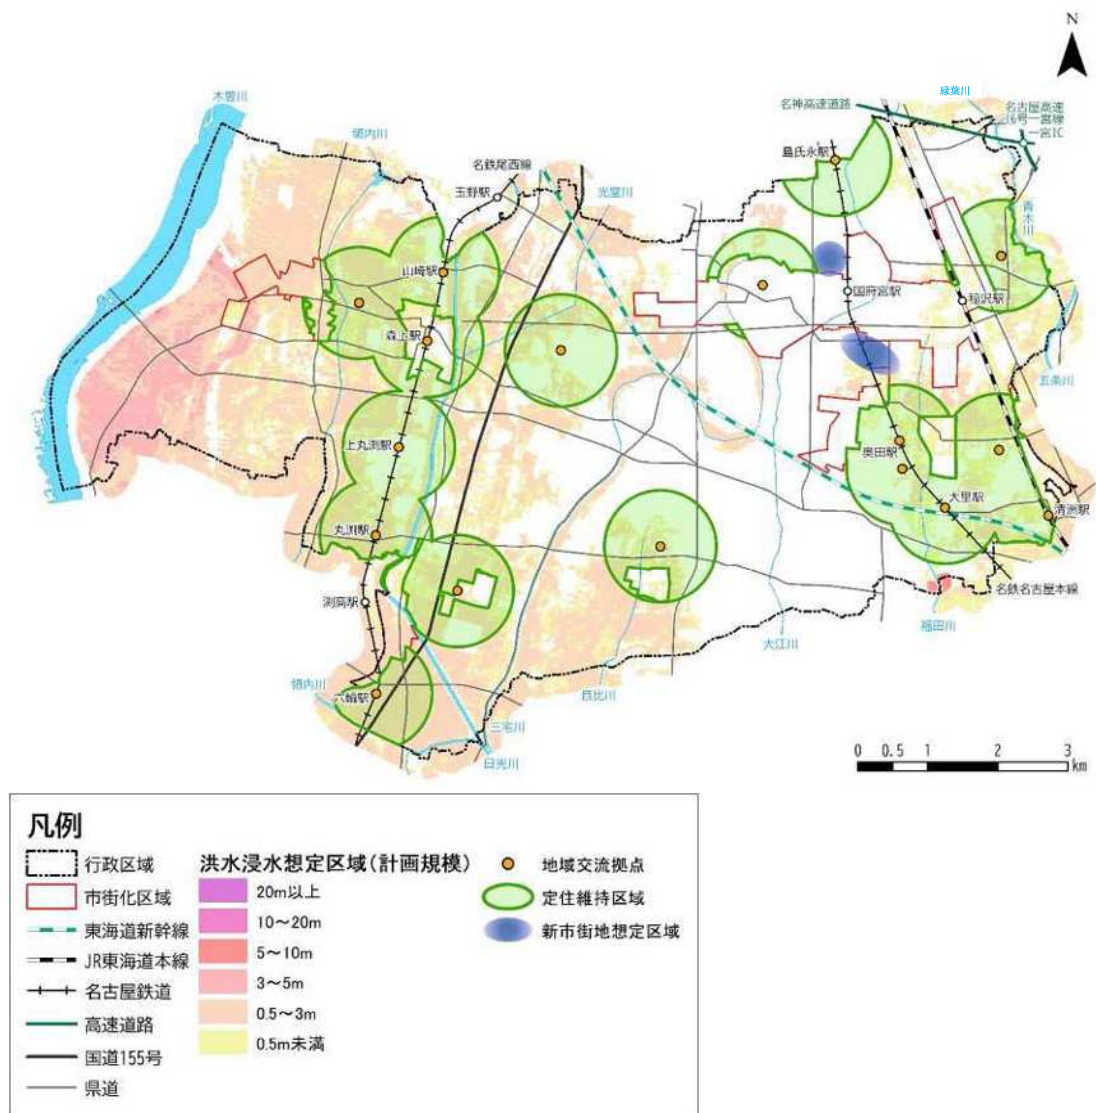 N
木曽川
領内川
名鉄尾西線
玉野駅
光堂川
名神高速道路
縁葉川
名古屋高速
16号一宮線
一宮IC
島氏永駅
青木川
山崎駅
国府宮駅
稲沢駅
森上駅
五条川
上丸渕駅
奥田駅
大里駅
清洲駅
丸渕駅
渕高駅
名鉄名古屋本線
福田川
大江川
目比川
領内川
六輪駅
三宅川
日光川
0 0.5 1 2 3
km
凡例
行政区域
市街化区域
東海道新幹線
JR東海道本線
名古屋鉄道
高速道路
国道155号
県道
洪水浸水想定区域(計画規模)
20m以上
10～20m
5～10m
3～5m
0.5～3m
0.5m未満
地域交流拠点
定住維持区域
新市街地想定区域